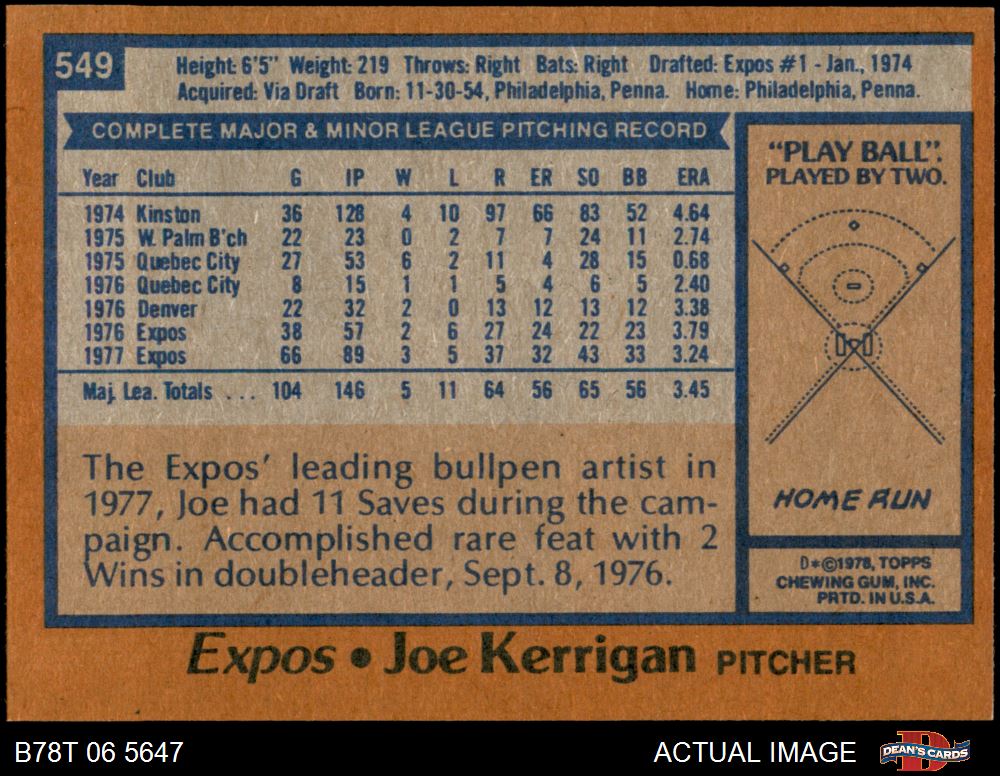 549
Height: 6'5" Weight: 219 Throws: Right Bats: Right Drafted: Expos #1 - Jan., 1974
Acquired: Via Draft Born: 11-30-54, Philadelphia, Penna. Home: Philadelphia, Penna.
COMPLETE MAJOR & MINOR LEAGUE PITCHING RECORD
Year Club G IP W L R ER SO BB ERA
1974 Kinston 36 128 4 10 97 66 83 52 4.64
1975 W. Palm B'ch 22 23 0 2 7 7 24 11 2.74
1975 Quebec City 27 53 6 2 11 4 28 15 0.68
1976 Quebec City 8 15 1 1 5 4 6 5 2.40
1976 Denver 22 32 2 0 13 12 13 12 3.38
1976 Expos 38 57 2 6 27 24 22 23 3.79
1977 Expos 66 89 3 5 37 32 43 33 3.24
Maj. Lea. Totals ... 104 146 5 11 64 56 65 56 3.45
The Expos' leading bullpen artist in
1977, Joe had 11 Saves during the cam-
paign. Accomplished rare feat with 2
Wins in doubleheader, Sept. 8, 1976.
"PLAY BALL".
PLAYED BY TWO.
HOME RUN
D*©1978, TOPPS
CHEWING GUM, INC.
PRTD. IN U.S.A.
Expos • Joe Kerrigan PITCHER
B78T 06 5647
ACTUAL IMAGE
D
DEAN'S CARDS